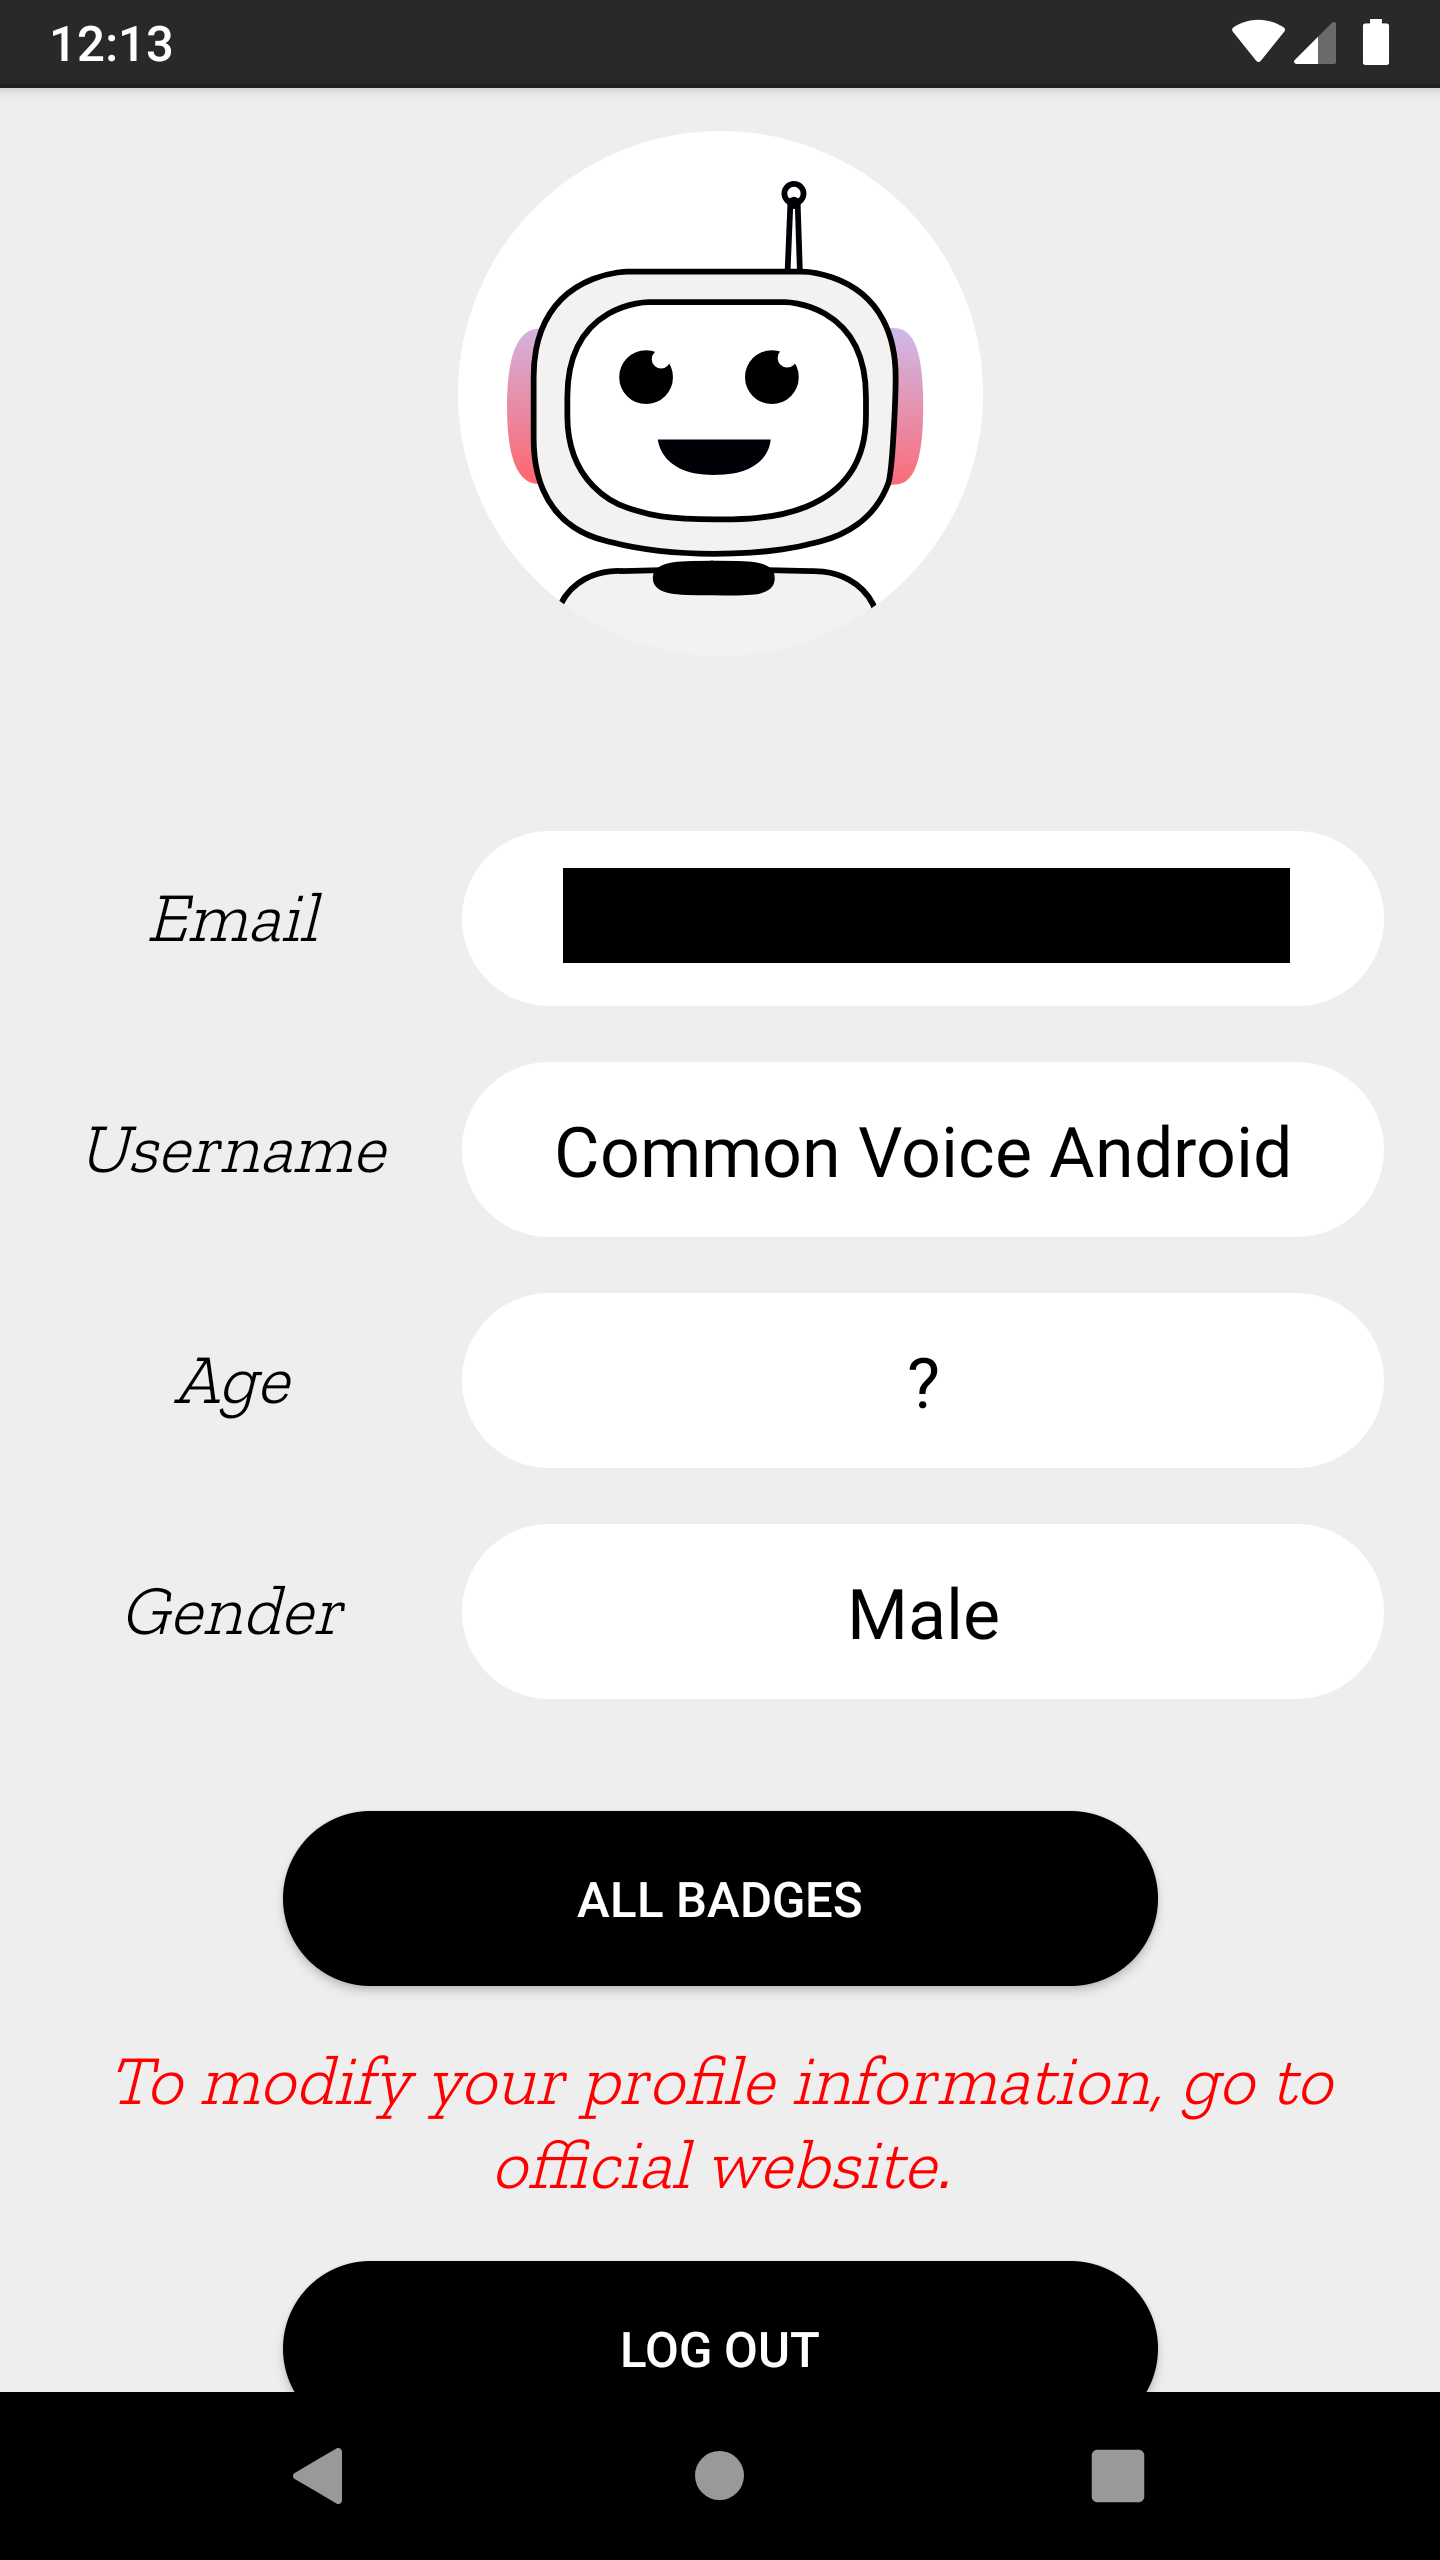 12:13
Email
Username
Common Voice Android
Age
?
Gender
Male
ALL BADGES
To modify your profile information, go to
official website.
LOG OUT